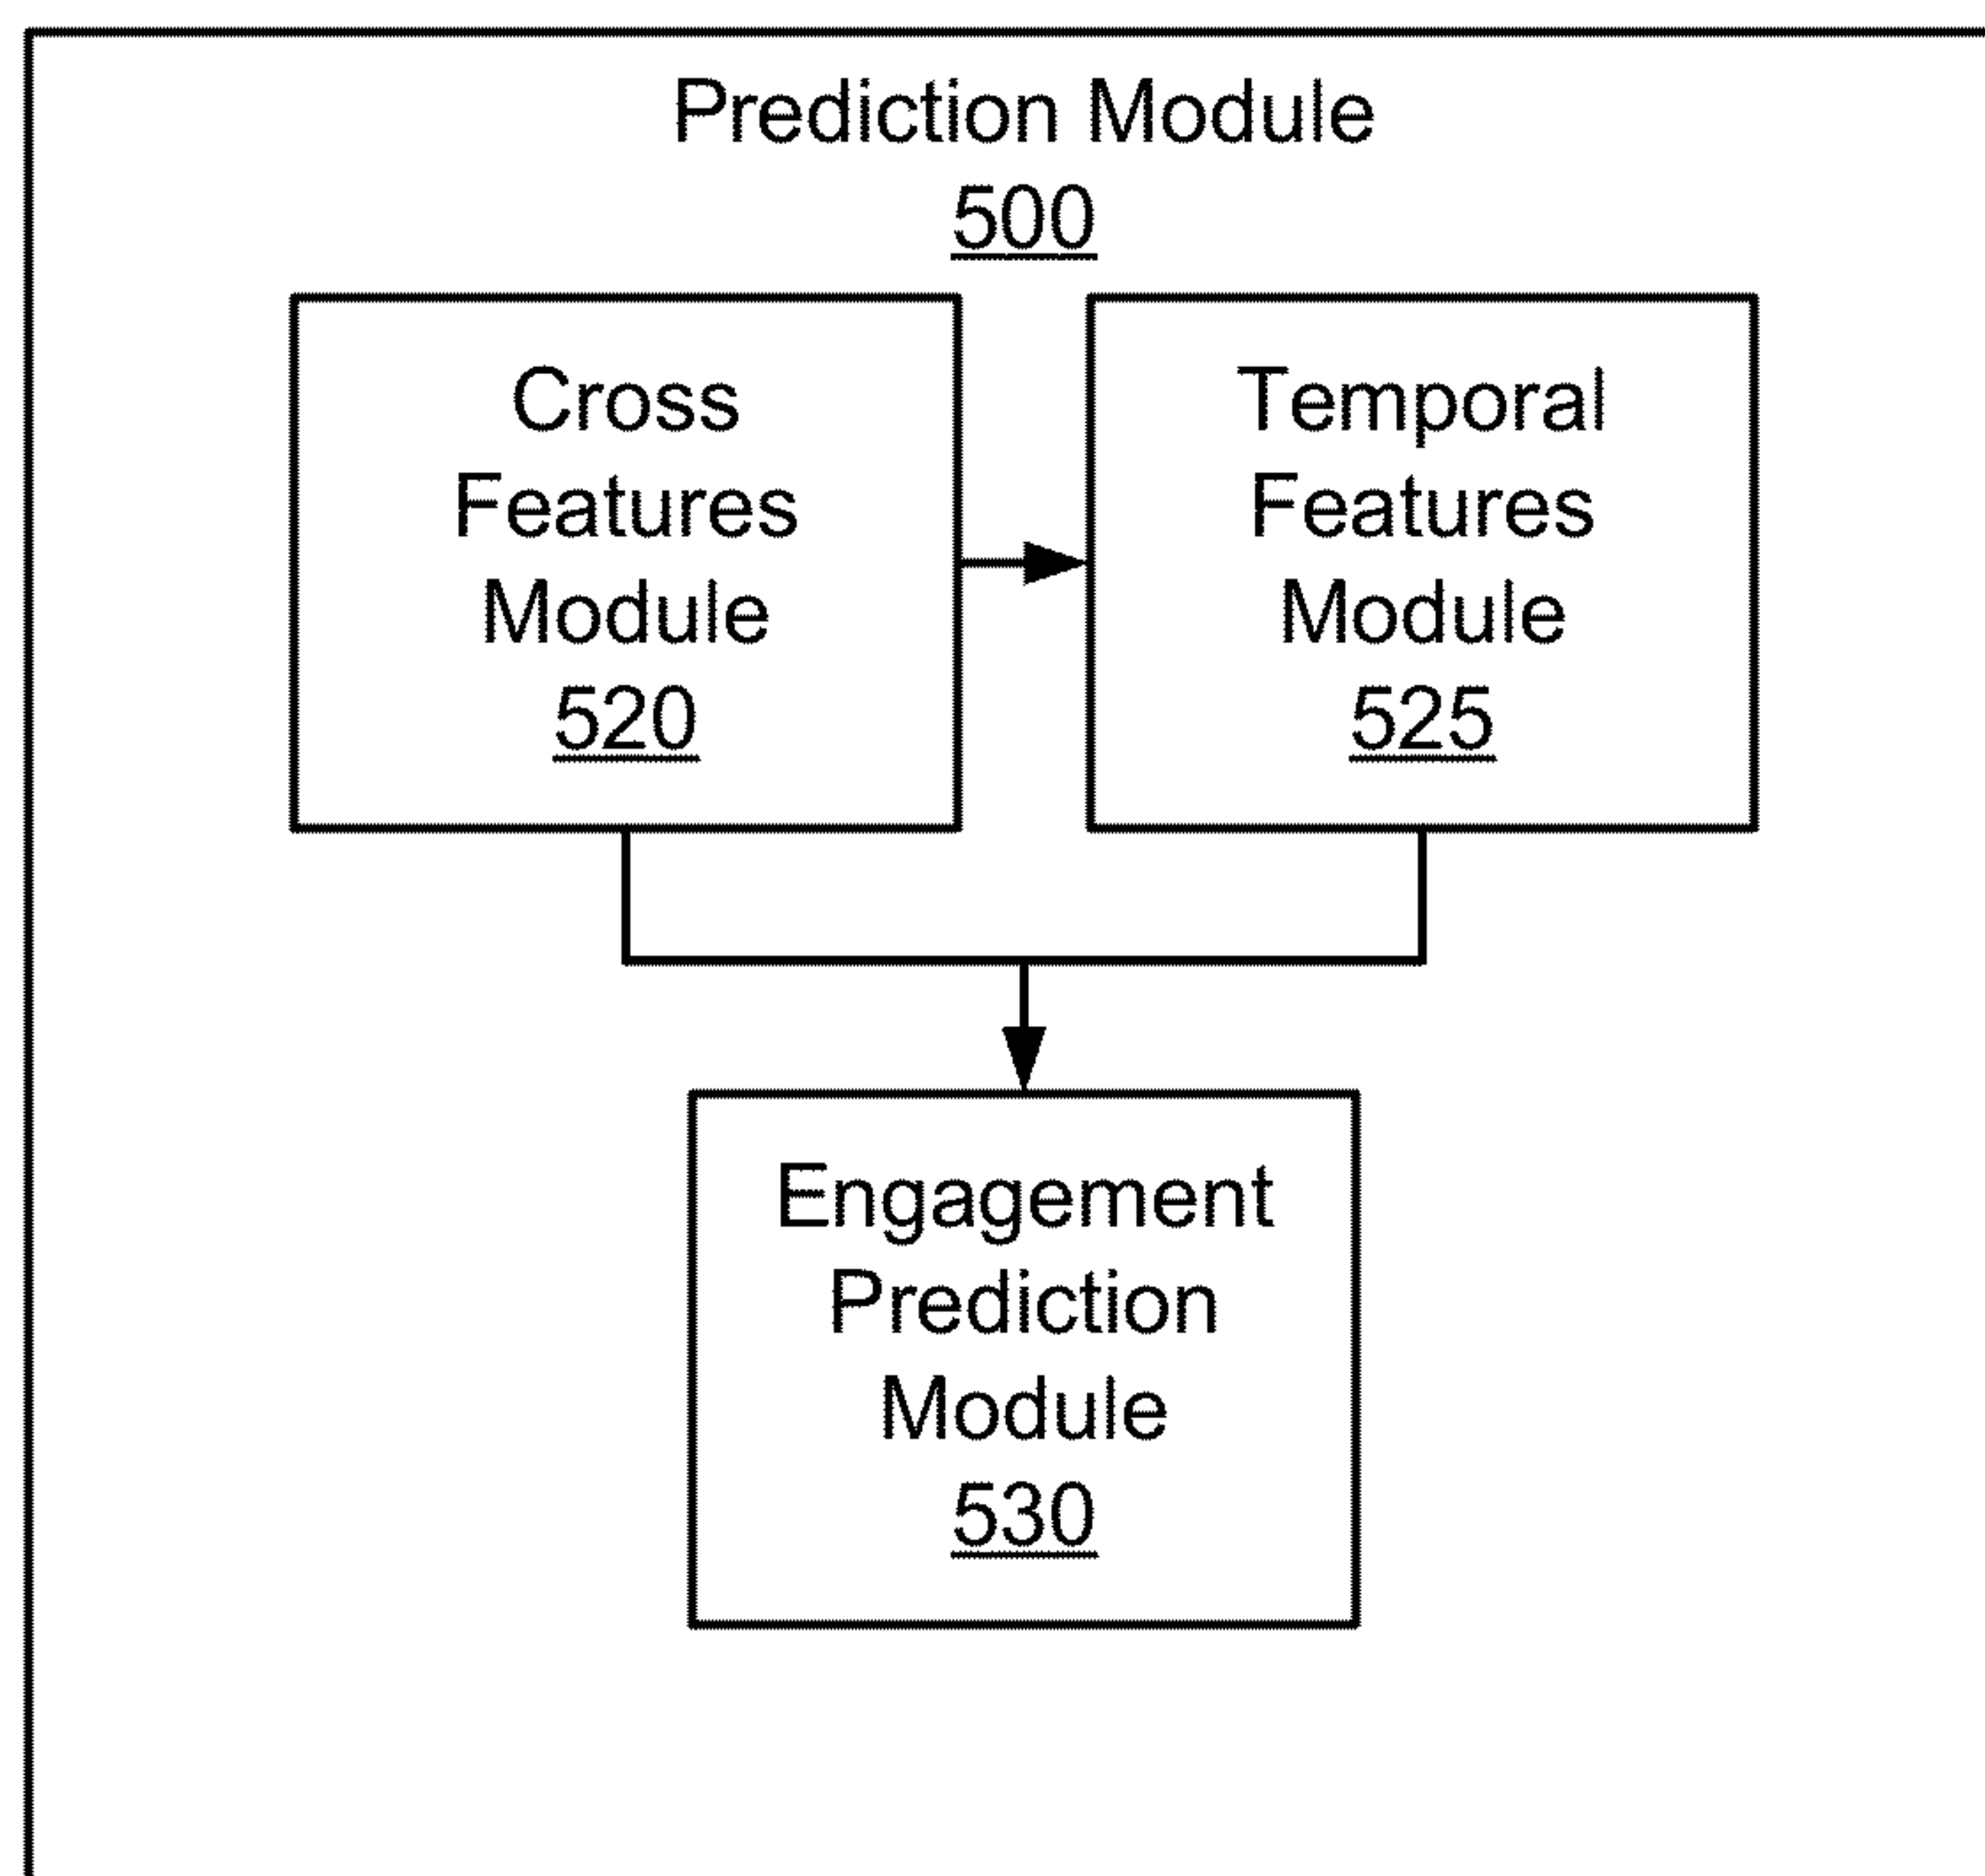 Prediction Module
500
Cross
Features
Module
520
Temporal
Features
Module
525
Engagement
Prediction
Module
530